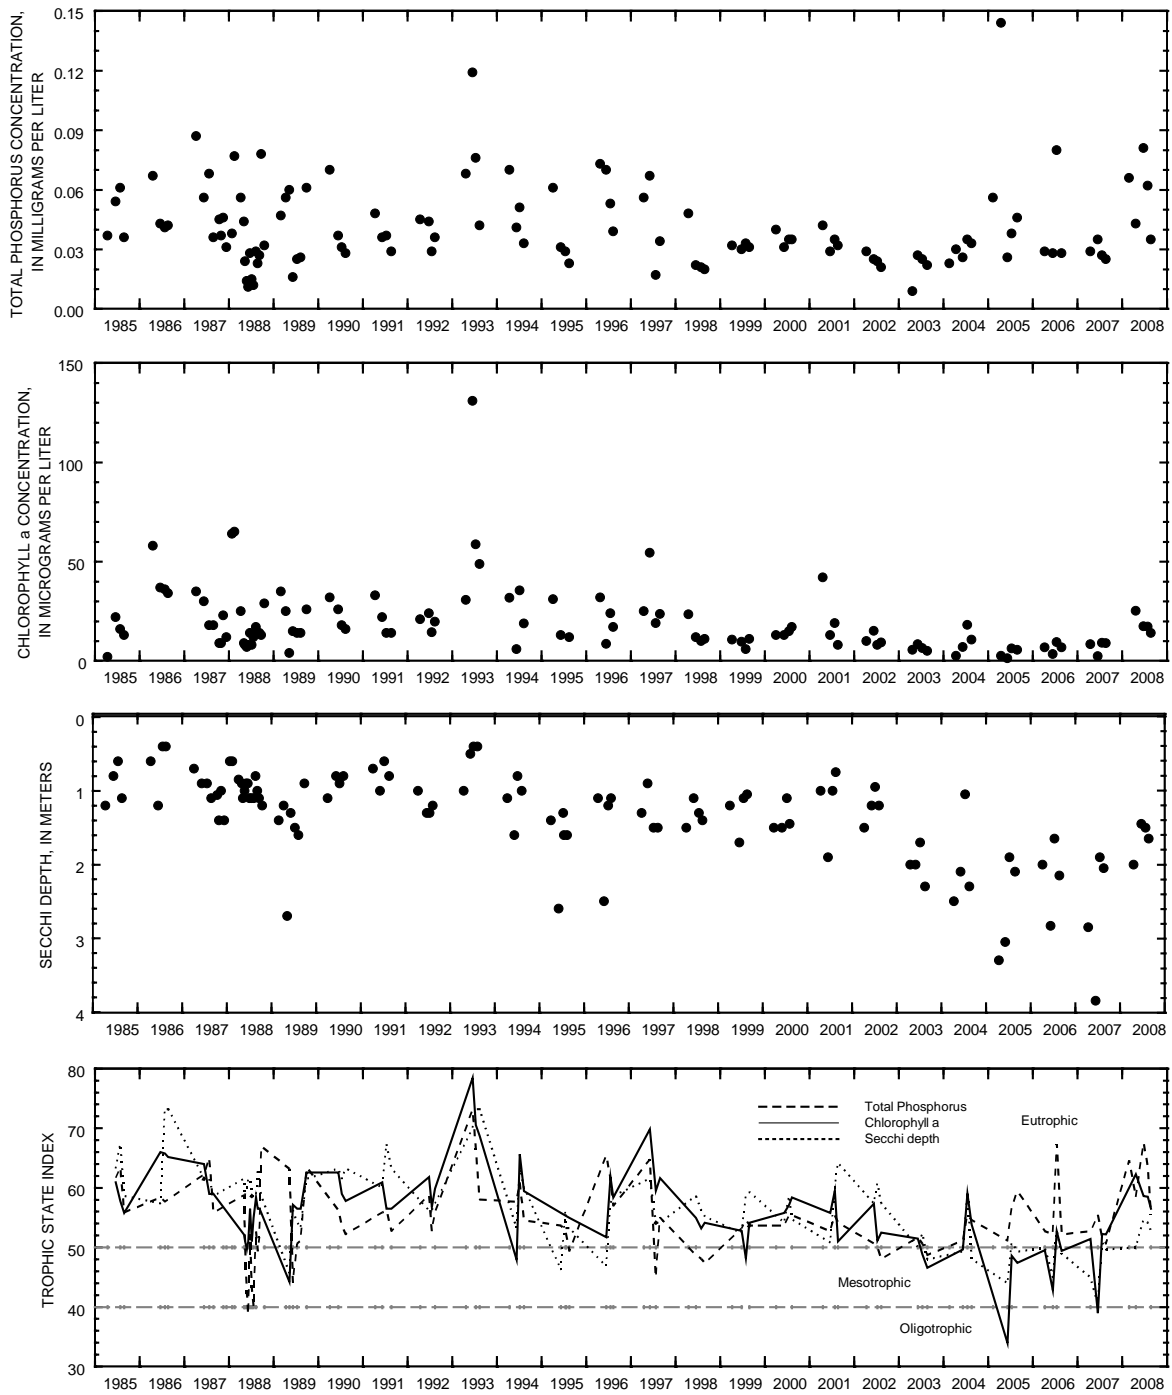 TOTAL PHOSPHORUS CONCENTRATION,
IN MILLIGRAMS PER LITER
0.15
0.12
0.09
0.06
0.03
0.00
1985 1986 1987 1988 1989 1990 1991 1992 1993 1994 1995 1996 1997 1998 1999 2000 2001 2002 2003 2004 2005 2006 2007 2008
CHLOROPHYLL a CONCENTRATION,
IN MICROGRAMS PER LITER
150
100
50
0
1985 1986 1987 1988 1989 1990 1991 1992 1993 1994 1995 1996 1997 1998 1999 2000 2001 2002 2003 2004 2005 2006 2007 2008
SECCHI DEPTH, IN METERS
0
1
2
3
4
1985 1986 1987 1988 1989 1990 1991 1992 1993 1994 1995 1996 1997 1998 1999 2000 2001 2002 2003 2004 2005 2006 2007 2008
TROPHIC STATE INDEX
80
70
60
50
40
30
Total Phosphorus
Chlorophyll a
Secchi depth
Eutrophic
Mesotrophic
Oligotrophic
1985 1986 1987 1988 1989 1990 1991 1992 1993 1994 1995 1996 1997 1998 1999 2000 2001 2002 2003 2004 2005 2006 2007 2008